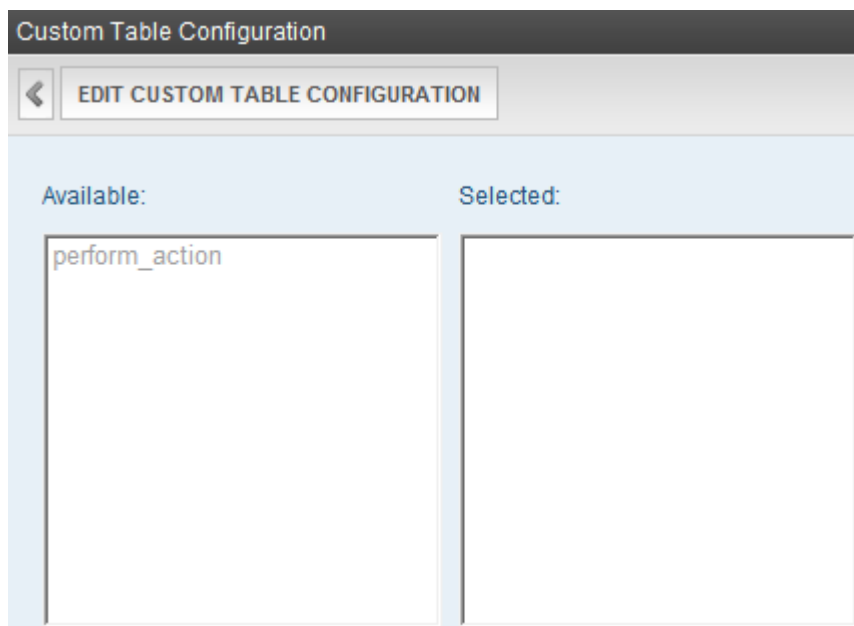 Custom Table Configuration
EDIT CUSTOM TABLE CONFIGURATION
Available:
Selected:
perform_action